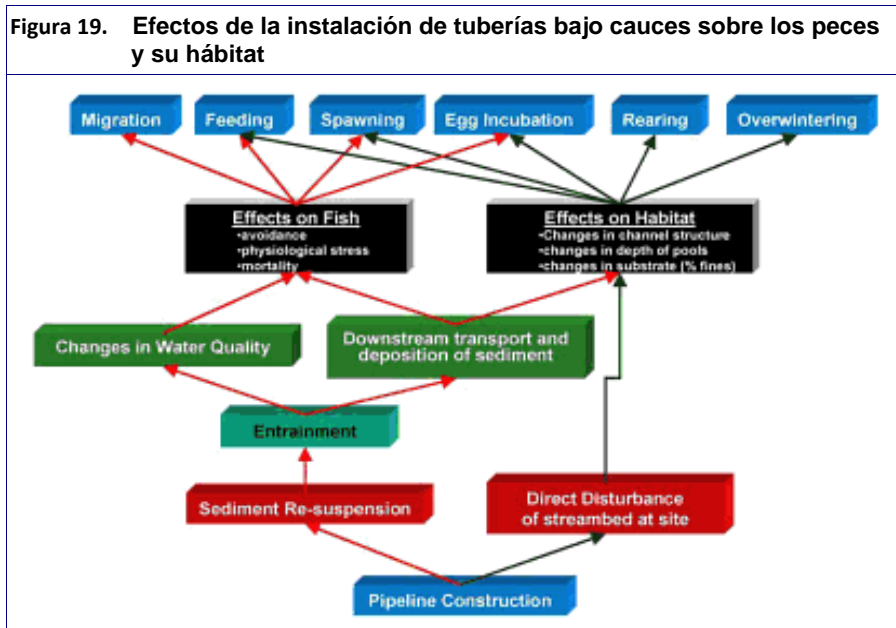 Figura 19. Efectos de la instalación de tuberías bajo cauces sobre los peces
y su hábitat
Migration
Feeding
Spawning
Egg Incubation
Rearing
Overwintering
Effects on Fish
•avoidance
•physiological stress
•mortality
Effects on Habitat
•Changes in channel structure
•changes in depth of pools
•changes in substrate (% fines)
Changes in Water Quality
Downstream transport and
deposition of sediment
Entrainment
Sediment Re-suspension
Direct Disturbance
of streambed at site
Pipeline Construction